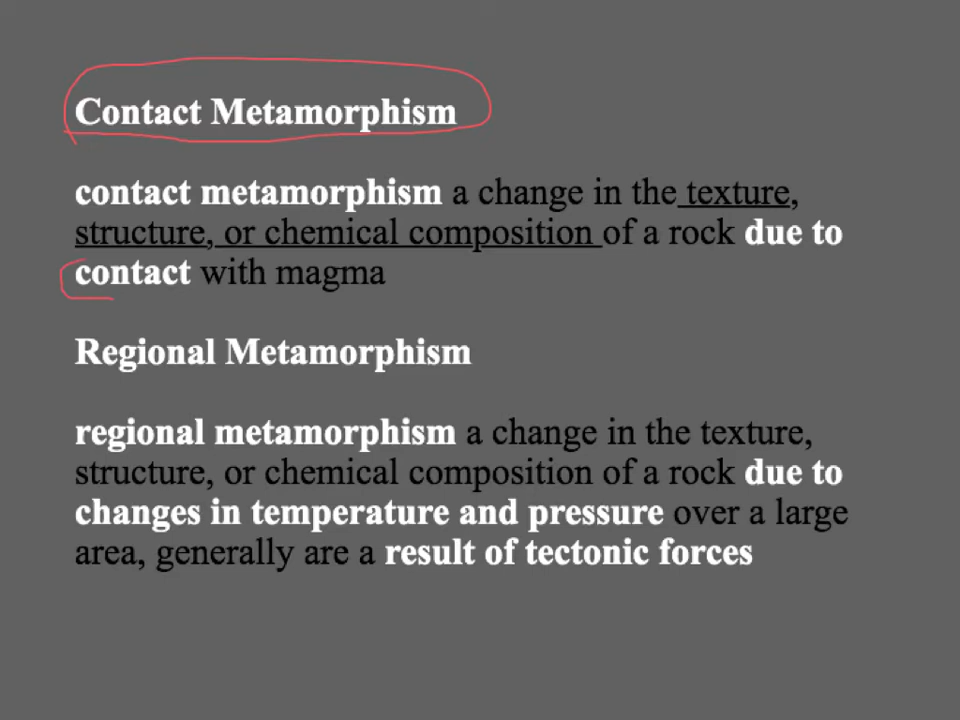 Contact Metamorphism
contact metamorphism a change in the texture,
structure, or chemical composition of a rock due to
contact with magma
Regional Metamorphism
regional metamorphism a change in the texture,
structure, or chemical composition of a rock due to
changes in temperature and pressure over a large
area, generally are a result of tectonic forces